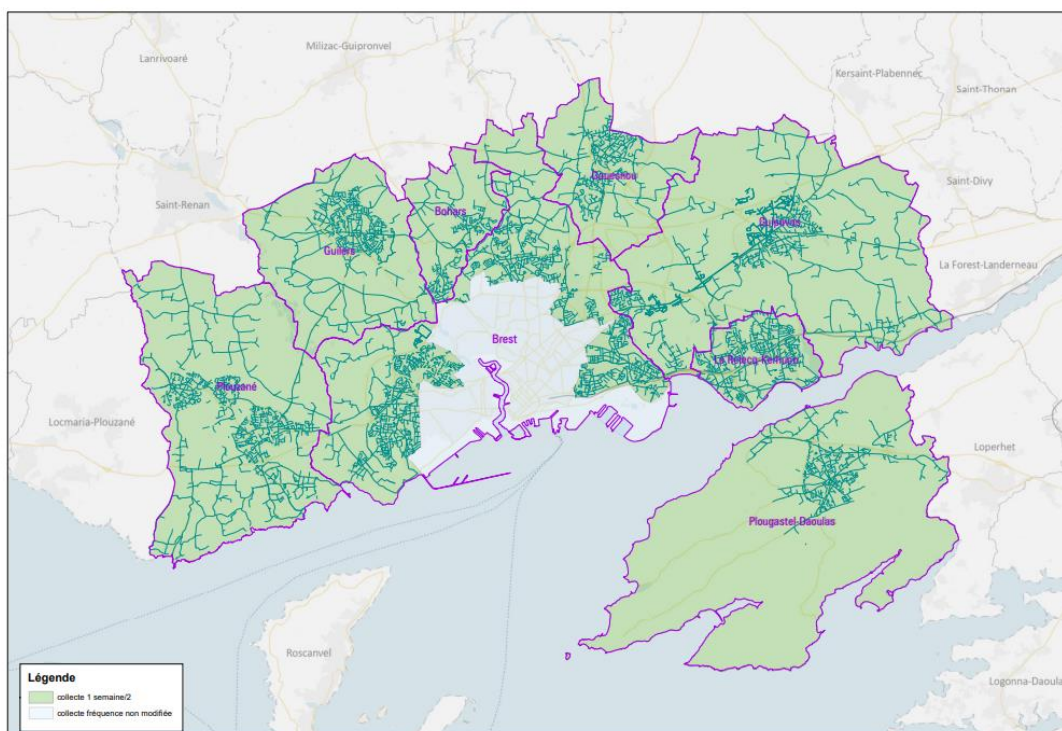 Lanrivoaré
Milizac-Guipronvel
Kersaint-Plabennec
Saint-Thonan
Gouesnou
Saint-Divy
Saint-Renan
Bohars
Guilers
Guipavas
La Forest-Landerneau
Brest
Le Relecq-Kerhuon
Plouzané
Locmaria-Plouzané
Loperhet
Plougastel-Daoulas
Roscanvel
Logonna-Daoula
Légende
collecte 1 semaine/2
collecte fréquence non modifiée